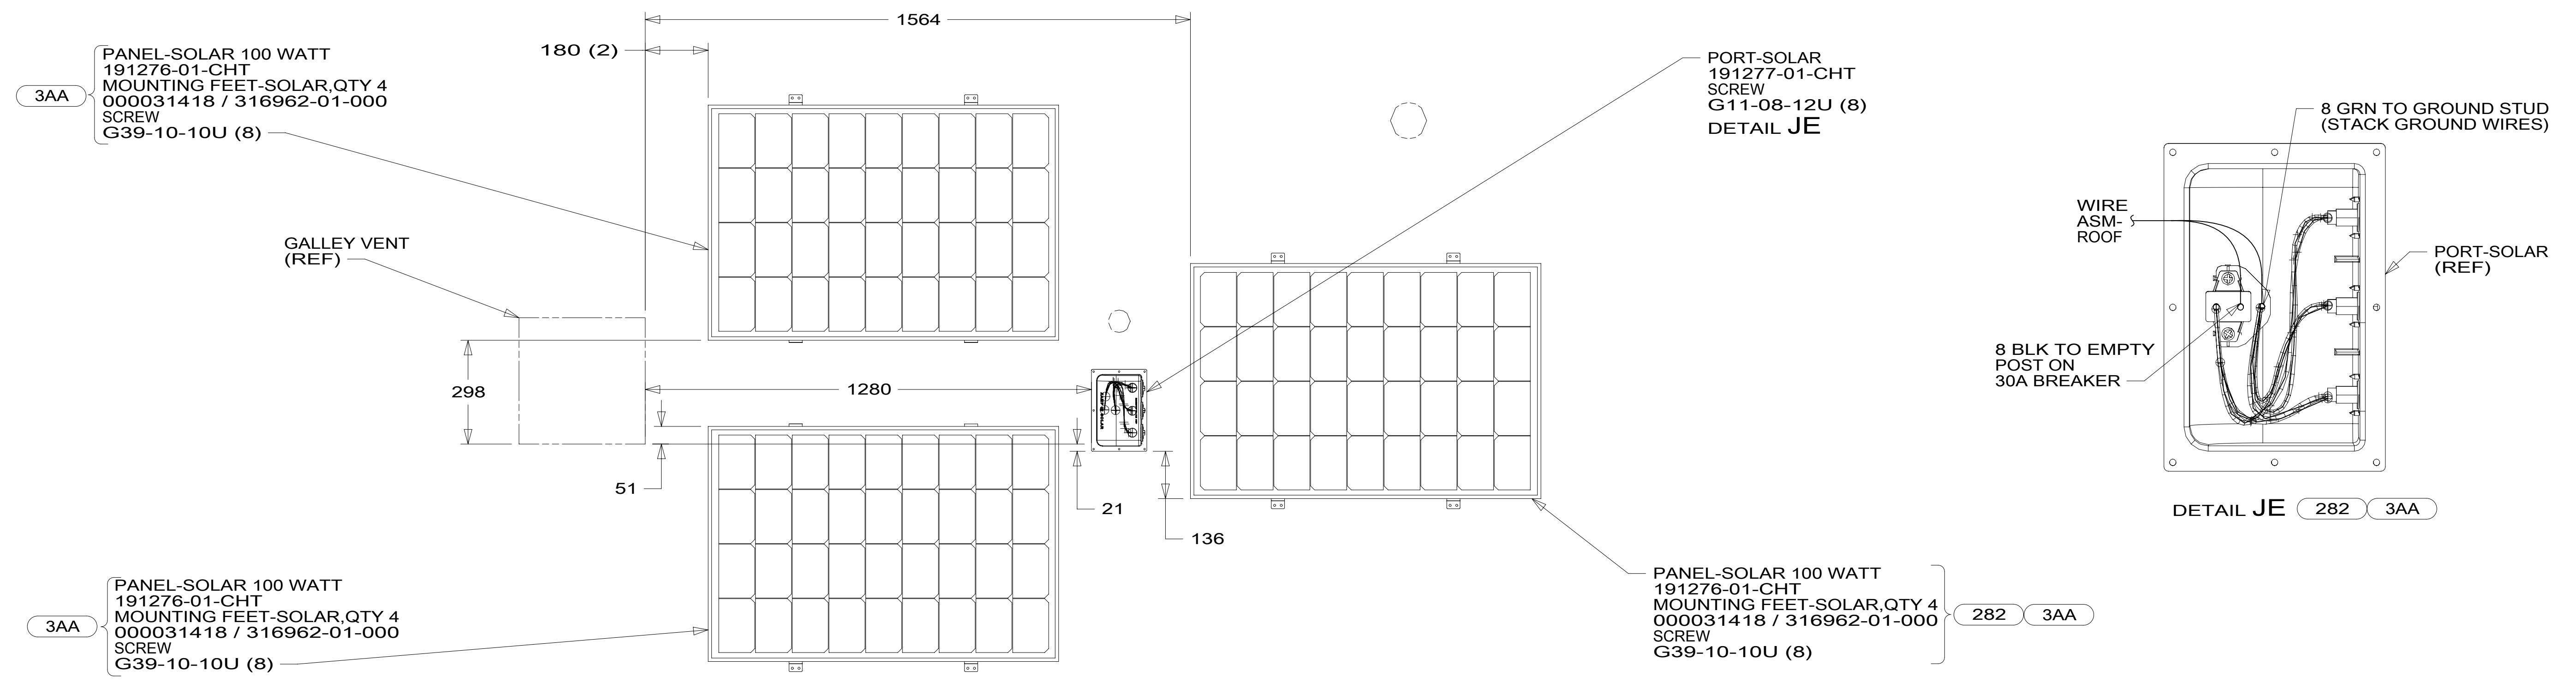 1564
180 (2)
3AA
PANEL-SOLAR 100 WATT
191276-01-CHT
MOUNTING FEET-SOLAR,QTY 4
000031418 / 316962-01-000
SCREW
G39-10-10U (8)
PORT-SOLAR
191277-01-CHT
SCREW
G11-08-12U (8)
DETAIL JE
8 GRN TO GROUND STUD
(STACK GROUND WIRES)
WIRE
ASM-
ROOF
GALLEY VENT
(REF)
PORT-SOLAR
(REF)
8 BLK TO EMPTY
POST ON
30A BREAKER
298
1280
51
21
136
DETAIL JE 282 3AA
3AA
PANEL-SOLAR 100 WATT
191276-01-CHT
MOUNTING FEET-SOLAR,QTY 4
000031418 / 316962-01-000
SCREW
G39-10-10U (8)
PANEL-SOLAR 100 WATT
191276-01-CHT
MOUNTING FEET-SOLAR,QTY 4
000031418 / 316962-01-000
SCREW
G39-10-10U (8)
282 3AA